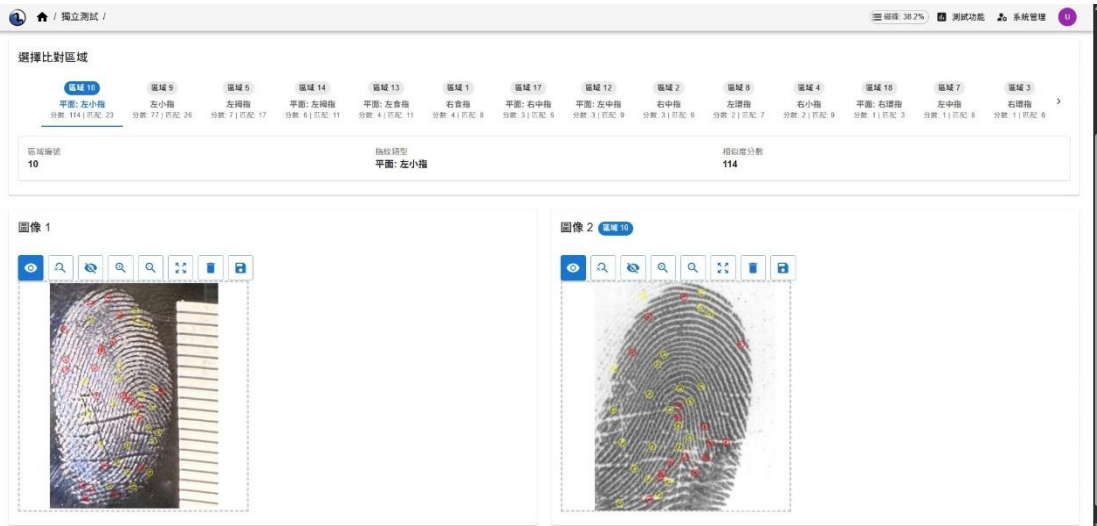 / 獨立測試 /
磁碟: 38.2%
測試功能
系統管理
U
選擇比對區域
區域 10
平面: 左小指
分數: 114 | 匹配: 23
區域 9
左小指
分數: 77 | 匹配: 26
區域 5
左拇指
分數: 7 | 匹配: 17
區域 14
平面: 左拇指
分數: 6 | 匹配: 11
區域 13
平面: 左食指
分數: 4 | 匹配: 11
區域 1
右食指
分數: 4 | 匹配: 8
區域 17
平面: 右中指
分數: 3 | 匹配: 6
區域 12
平面: 左中指
分數: 3 | 匹配: 9
區域 2
右中指
分數: 3 | 匹配: 9
區域 8
左環指
分數: 2 | 匹配: 7
區域 4
右小指
分數: 2 | 匹配: 9
區域 18
平面: 右環指
分數: 1 | 匹配: 3
區域 7
左中指
分數: 1 | 匹配: 8
區域 3
右環指
分數: 1 | 匹配: 6
區域編號
10
指紋類型
平面: 左小指
相似度分數
114
圖像 1
圖像 2 區域 10